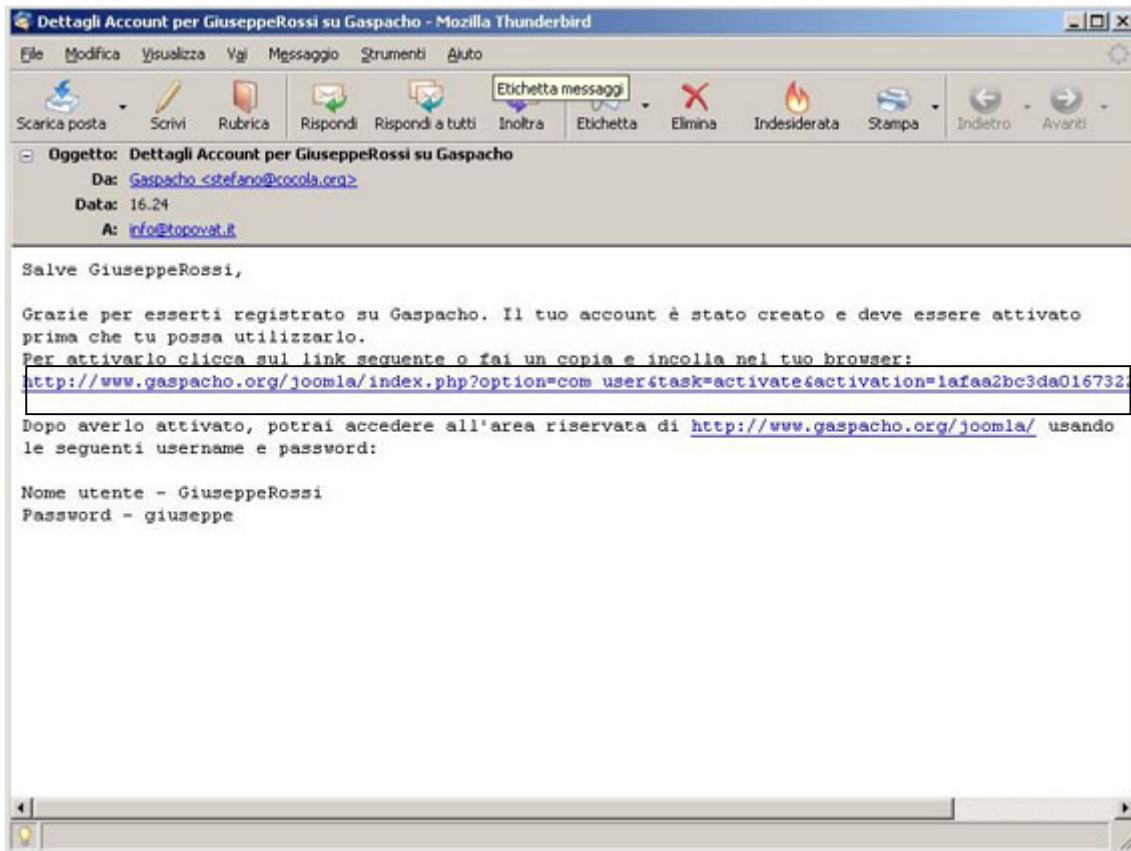 Dettagli Account per GiuseppeRossi su Gaspacho - Mozilla Thunderbird
File Modifica Visualizza Vai Messaggio Strumenti Aiuto
Etichetta messaggi
Scarica posta Scrivi Rubrica Rispondi Rispondi a tutti Inoltra Etichetta Elimina Indesiderata Stampa Indietro Avanti
Oggetto: Dettagli Account per GiuseppeRossi su Gaspacho
Da: Gaspacho <stefano@cocola.org>
Data: 16.24
A: info@topovat.it
Salve GiuseppeRossi,
Grazie per esserti registrato su Gaspacho. Il tuo account è stato creato e deve essere attivato
prima che tu possa utilizzarlo.
Per attivarlo clicca sul link seguente o fai un copia e incolla nel tuo browser:
http://www.gaspacho.org/joomla/index.php?option=com_user&task=activate&activation=1afaa2bc3da0167322
Dopo averlo attivato, potrai accedere all'area riservata di http://www.gaspacho.org/joomla/ usando
le seguenti username e password:
Nome utente - GiuseppeRossi
Password - giuseppe